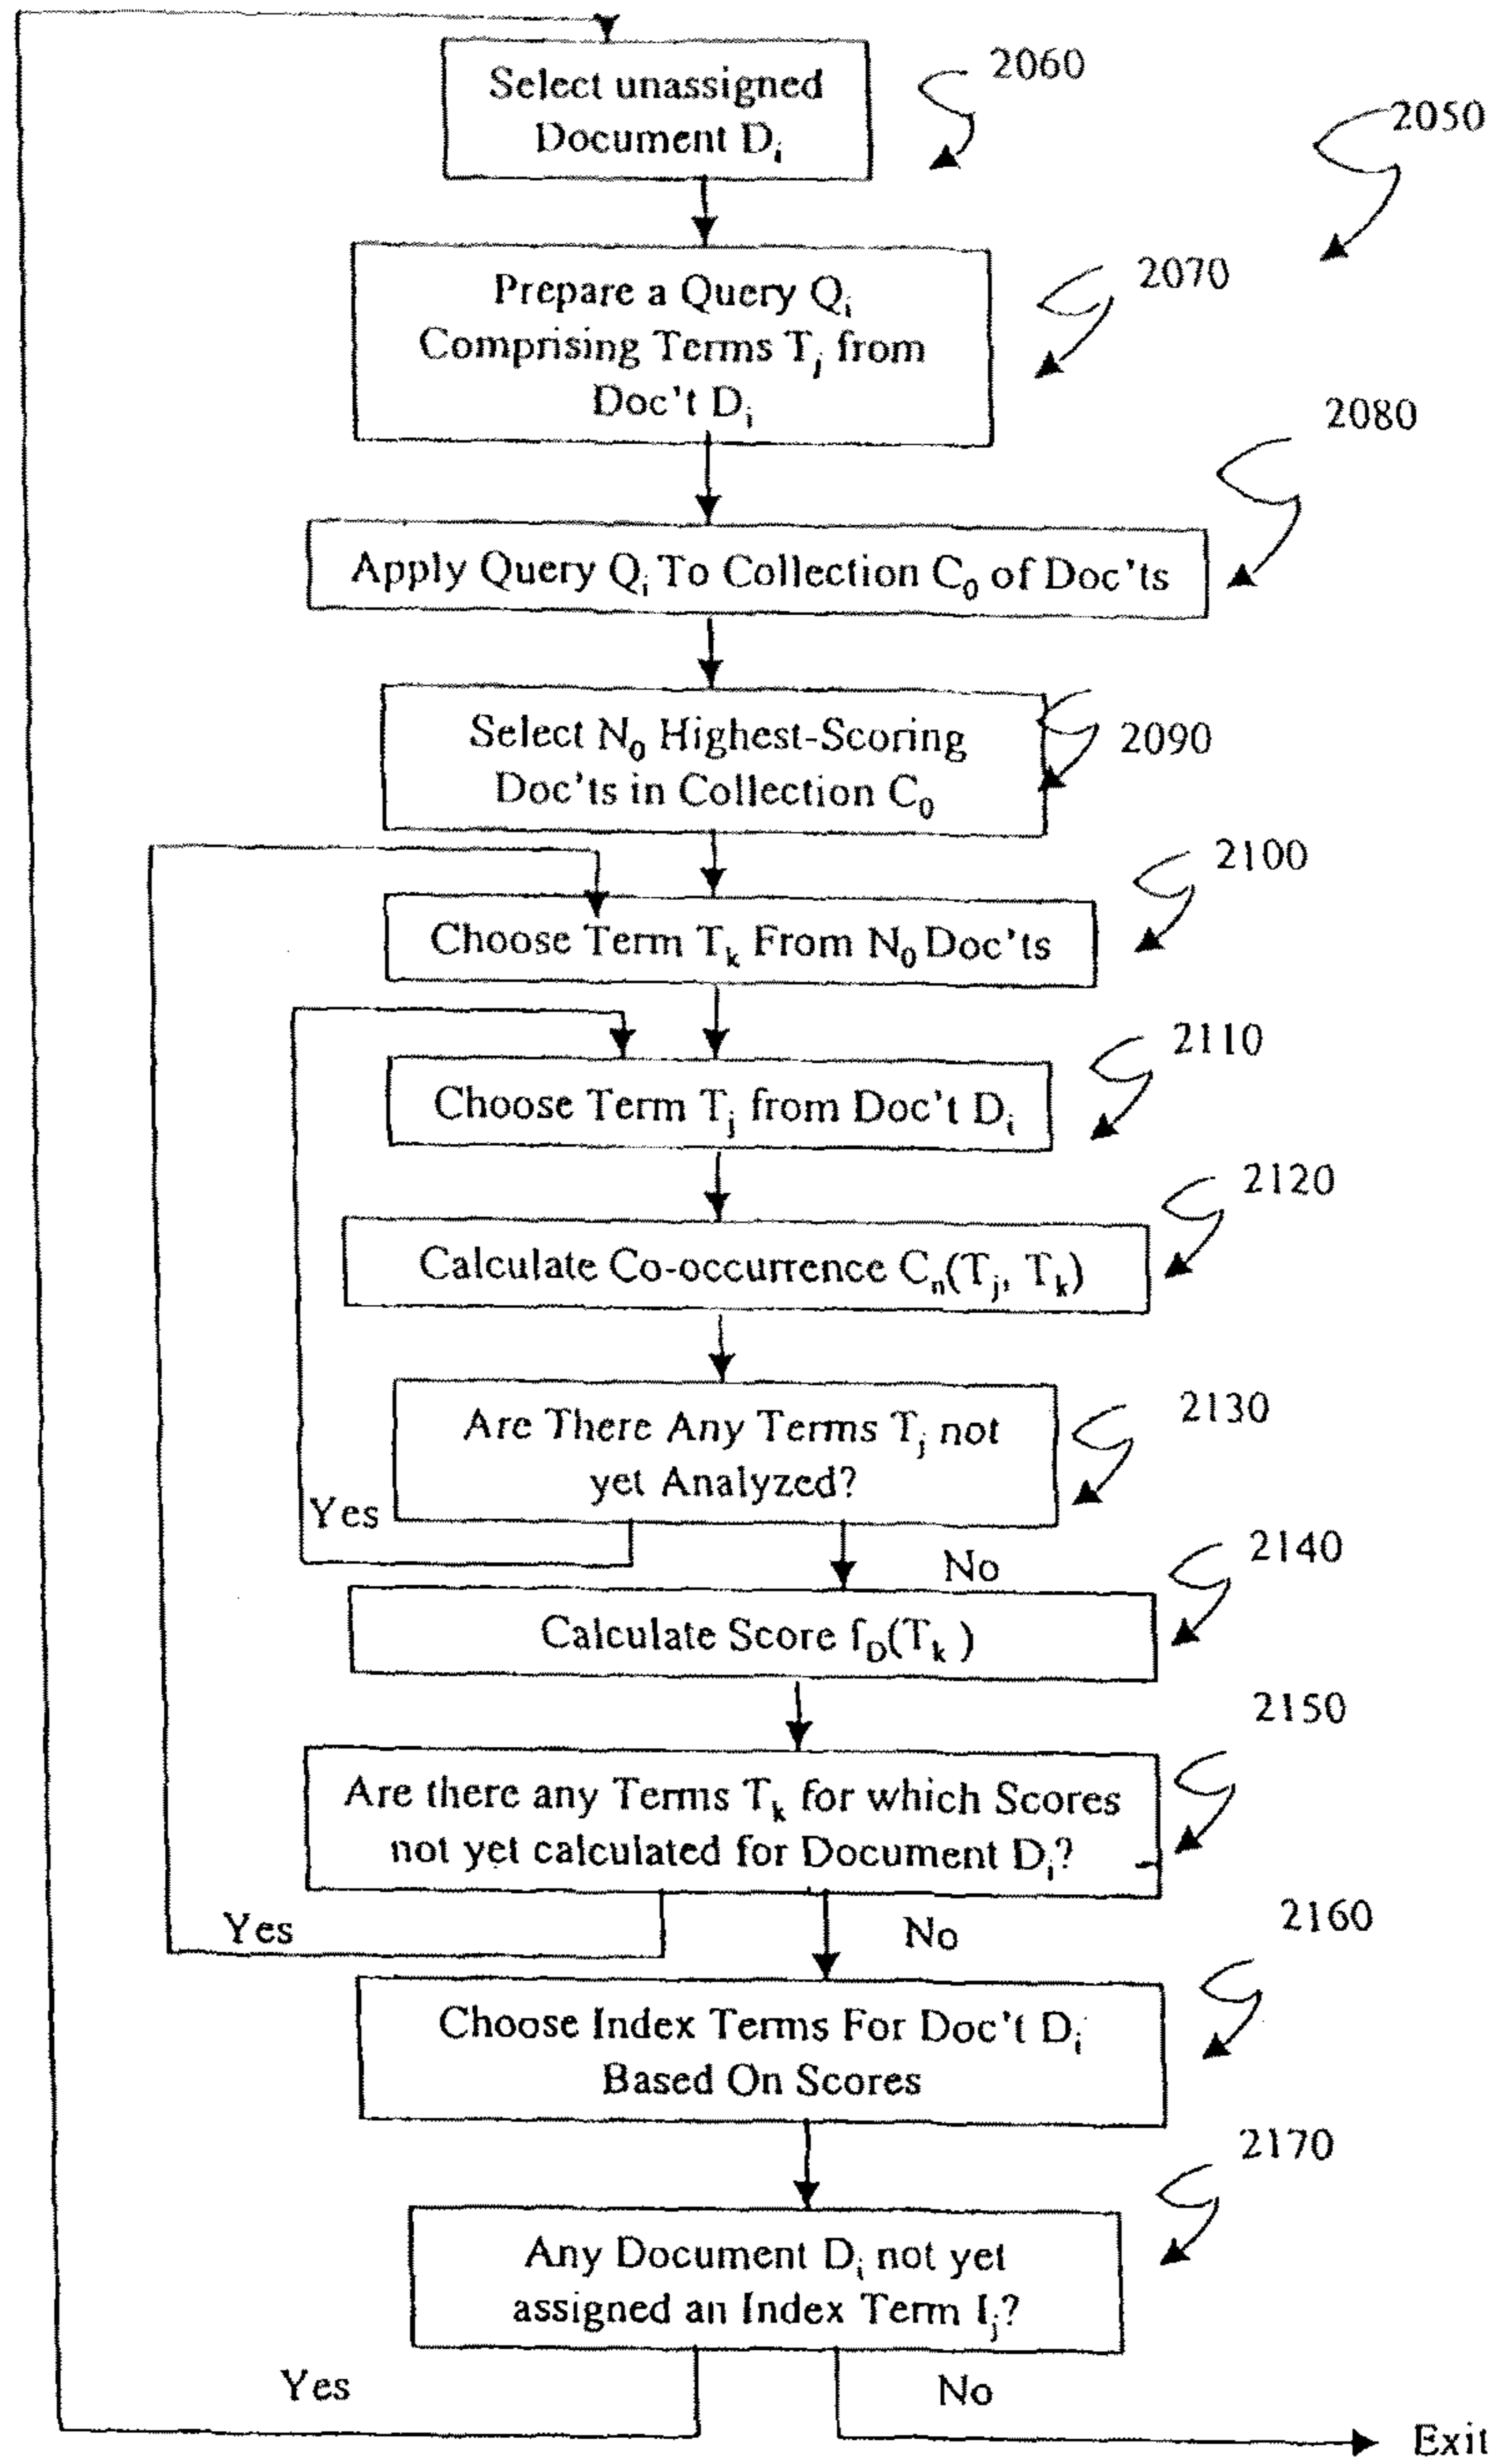 Select unassigned
2060
Document Dᵢ
2050
Prepare a Query Qᵢ
2070
Comprising Terms Tⱼ from
Doc't Dᵢ
2080
Apply Query Qᵢ To Collection C₀ of Doc'ts
Select N₀ Highest-Scoring
2090
Doc'ts in Collection C₀
2100
Choose Term Tₖ From N₀ Doc'ts
2110
Choose Term Tⱼ from Doc't Dᵢ
2120
Calculate Co-occurrence Cₙ(Tⱼ, Tₖ)
2130
Are There Any Terms Tⱼ not
yet Analyzed?
Yes
No
2140
Calculate Score f_D(Tₖ )
2150
Are there any Terms Tₖ for which Scores
not yet calculated for Document Dᵢ?
Yes
No
2160
Choose Index Terms For Doc't Dᵢ
Based On Scores
2170
Any Document Dᵢ not yet
assigned an Index Term Iⱼ?
Yes
No
Exit